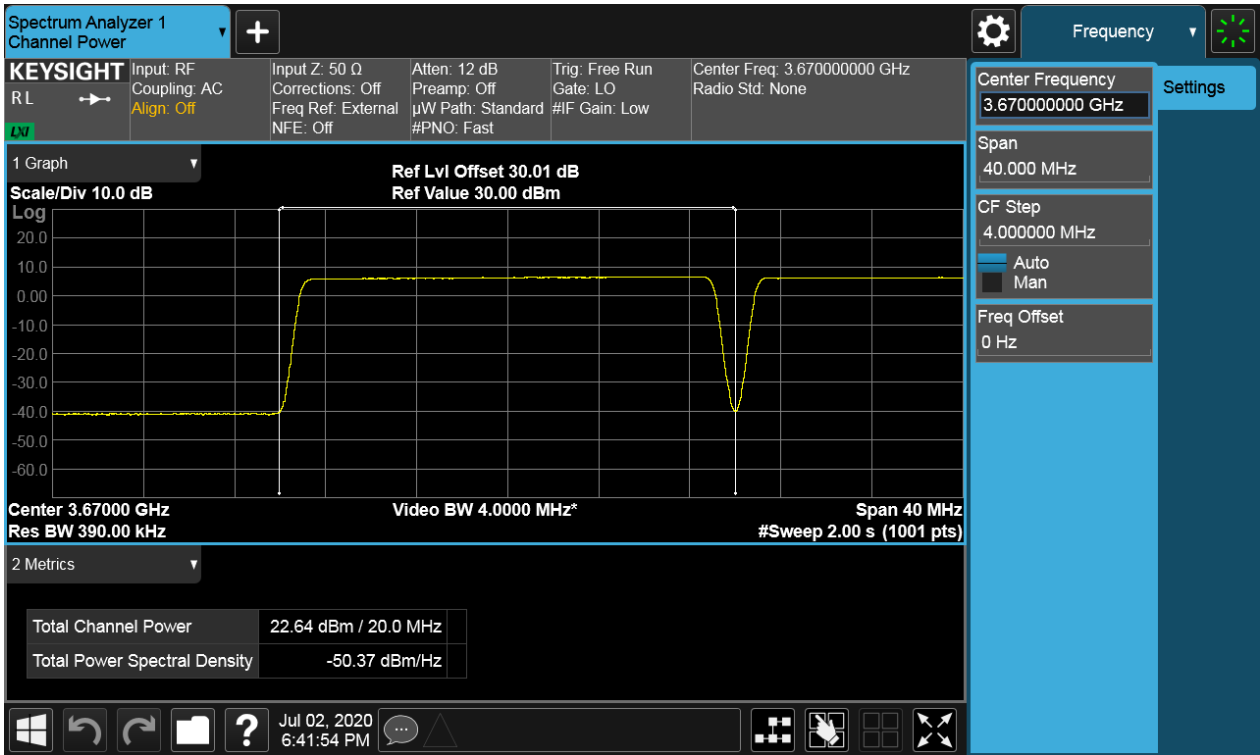 Spectrum Analyzer 1
Channel Power
Frequency
KEYSIGHT
RL
LXI
Input: RF
Coupling: AC
Align: Off
Input Z: 50 Ω
Corrections: Off
Freq Ref: External
NFE: Off
Atten: 12 dB
Preamp: Off
µW Path: Standard
#PNO: Fast
Trig: Free Run
Gate: LO
#IF Gain: Low
Center Freq: 3.670000000 GHz
Radio Std: None
Center Frequency
3.670000000 GHz
Settings
Span
40.000 MHz
CF Step
4.000000 MHz
Auto
Man
Freq Offset
0 Hz
1 Graph
Ref Lvl Offset 30.01 dB
Scale/Div 10.0 dB
Ref Value 30.00 dBm
Log
20.0
10.0
0.00
-10.0
-20.0
-30.0
-40.0
-50.0
-60.0
Center 3.67000 GHz
Video BW 4.0000 MHz*
Span 40 MHz
Res BW 390.00 kHz
#Sweep 2.00 s (1001 pts)
2 Metrics
Total Channel Power 22.64 dBm / 20.0 MHz
Total Power Spectral Density -50.37 dBm/Hz
?
Jul 02, 2020
6:41:54 PM